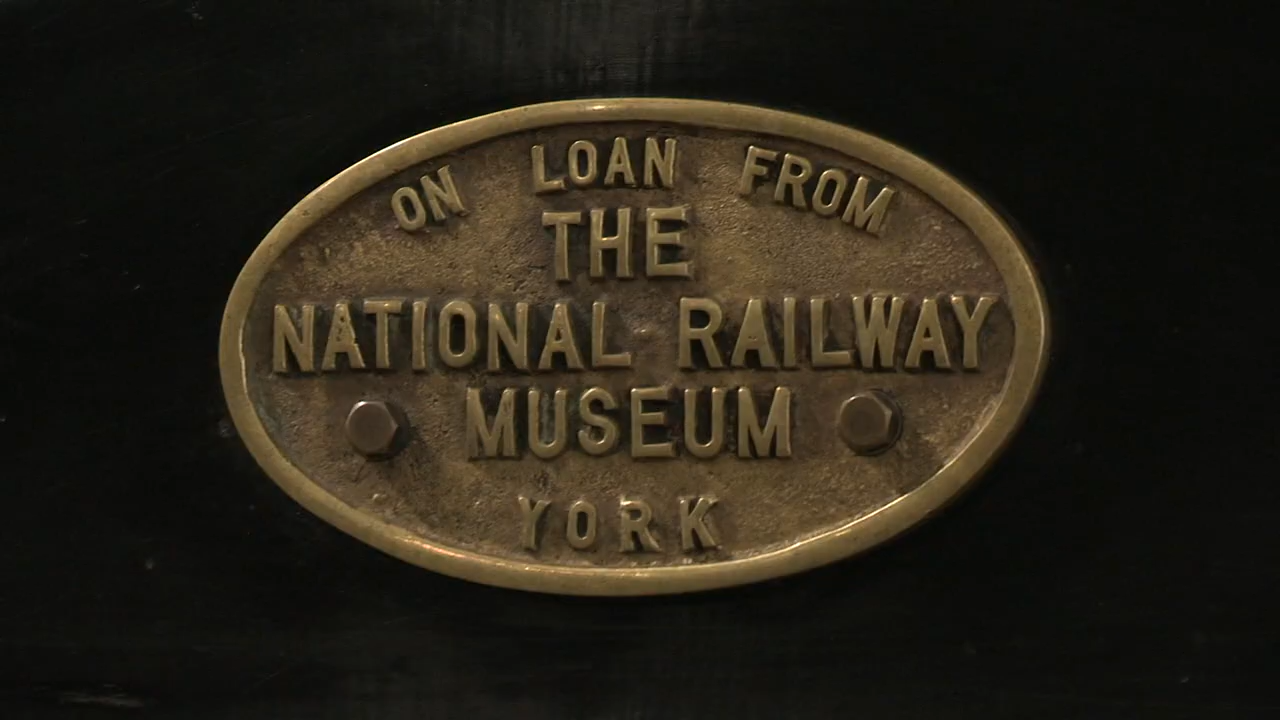 ON LOAN FROM
THE
NATIONAL RAILWAY
MUSEUM
YORK